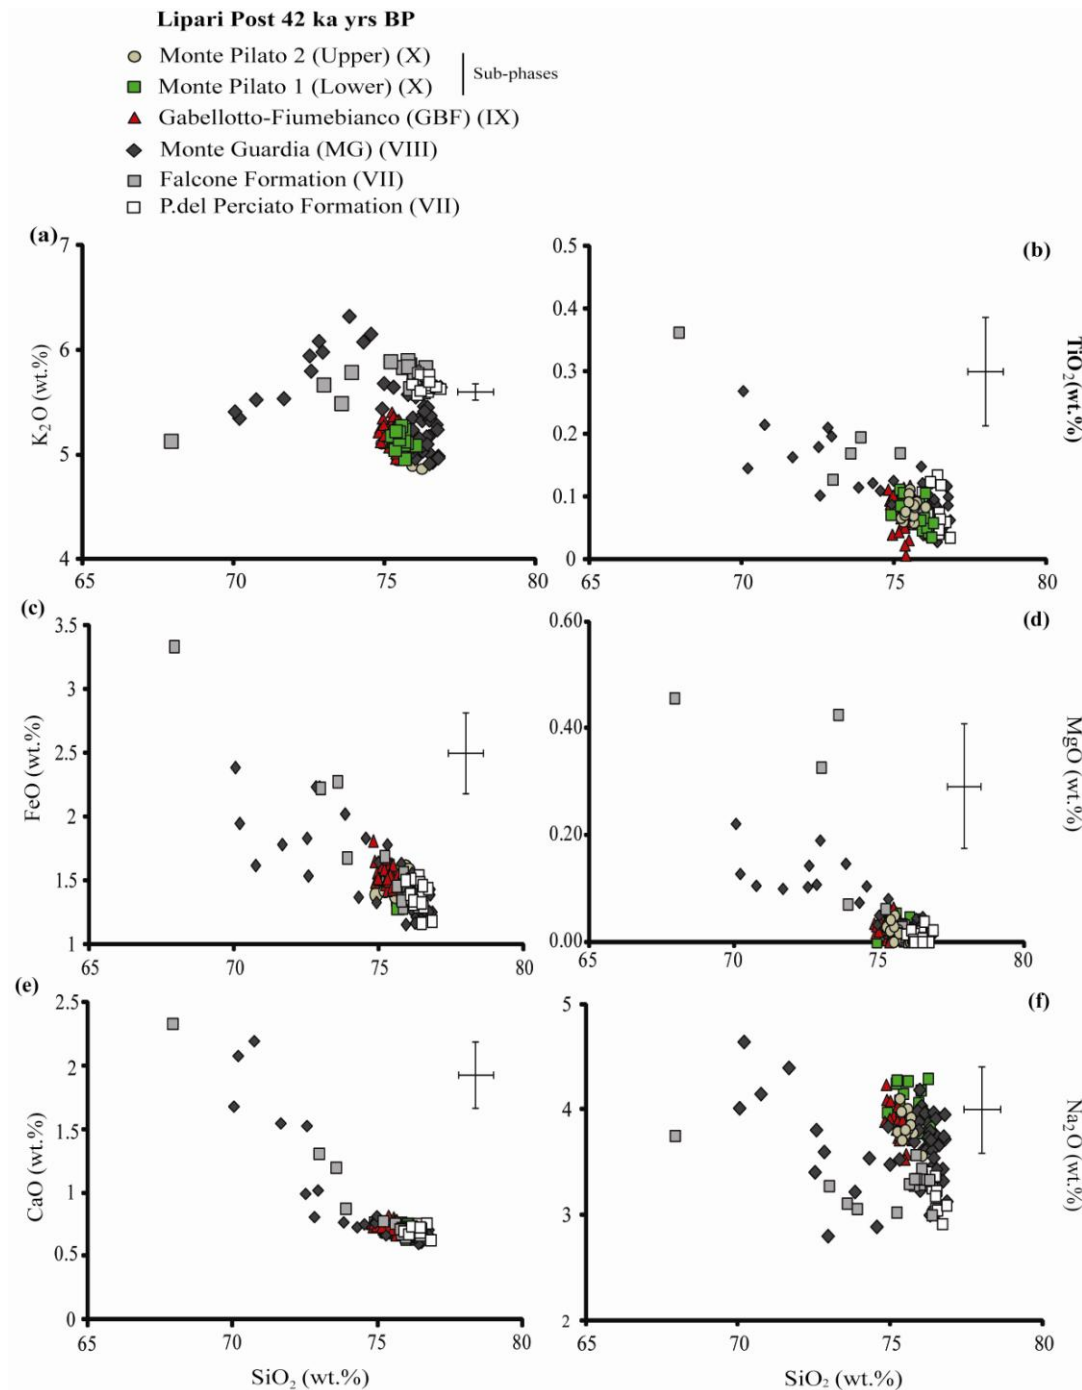 Lipari Post 42 ka yrs BP
Monte Pilato 2 (Upper) (X)
Monte Pilato 1 (Lower) (X)
Sub-phases
Gabellotto-Fiumebianco (GBF) (IX)
Monte Guardia (MG) (VIII)
Falcone Formation (VII)
P.del Perciato Formation (VII)
(a)
7
6
5
4
K2O (wt.%)
65 70 75 80
(b)
0.5
0.4
0.3
0.2
0.1
0
TiO2(wt.%)
65 70 75 80
(c)
3.5
3
2.5
2
1.5
1
FeO (wt.%)
65 70 75 80
(d)
0.60
0.40
0.20
0.00
MgO (wt.%)
65 70 75 80
(e)
2.5
2
1.5
1
0.5
0
CaO (wt.%)
65 70 75 80
SiO2 (wt.%)
(f)
5
4
3
2
Na2O (wt.%)
65 70 75 80
SiO2 (wt.%)